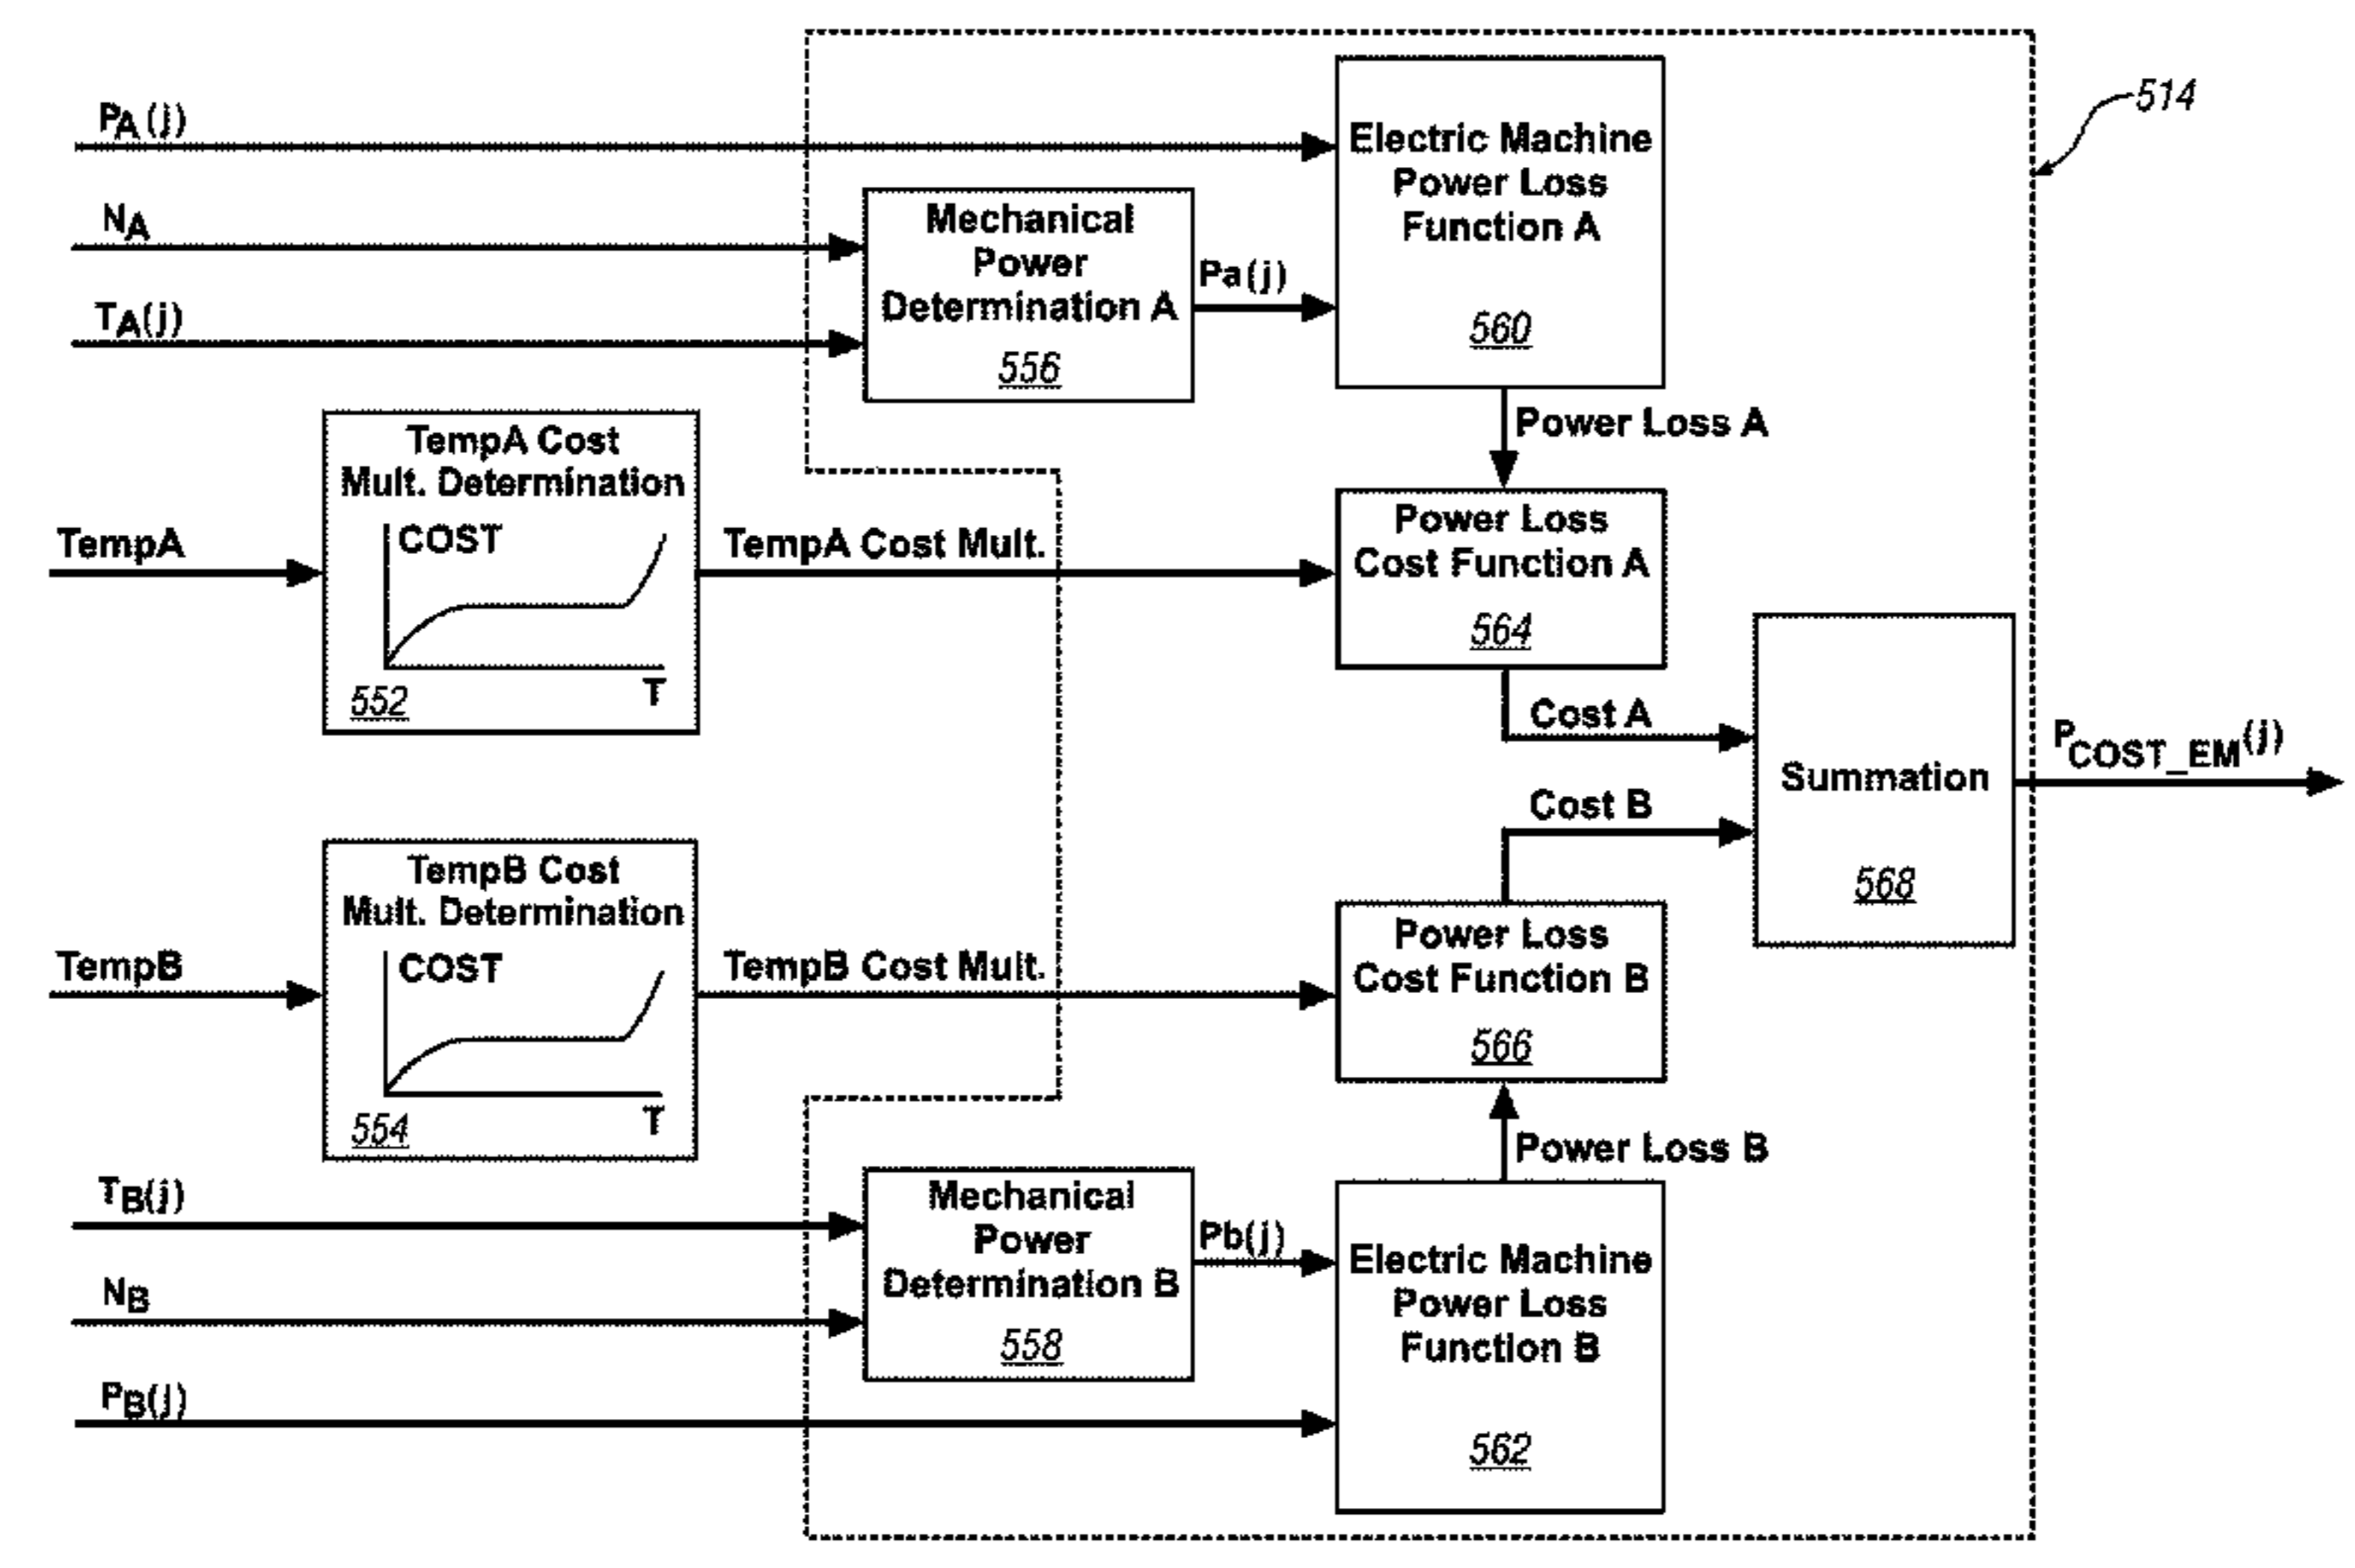 514
PA(j)
NA
TA(j)
Mechanical
Power
Determination A
556
Pa(j)
Electric Machine
Power Loss
Function A
560
Power Loss A
TempA
TempA Cost
Mult. Determination
COST
T
552
TempA Cost Mult.
Power Loss
Cost Function A
564
Cost A
Summation
568
PCOST_EM(j)
Cost B
TempB
TempB Cost
Mult. Determination
COST
T
554
TempB Cost Mult.
Power Loss
Cost Function B
566
Power Loss B
TB(j)
NB
PB(j)
Mechanical
Power
Determination B
558
Pb(j)
Electric Machine
Power Loss
Function B
562